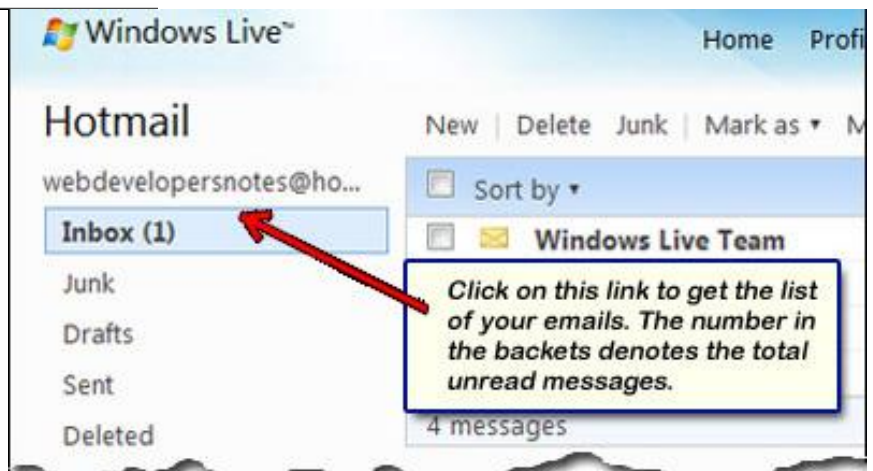 Windows Live™
Home Profi
Hotmail
New | Delete Junk | Mark as ▾ M
webdevelopersnotes@ho...
Sort by ▾
Inbox (1)
Windows Live Team
Junk
Drafts
Sent
Deleted
Click on this link to get the list
of your emails. The number in
the backets denotes the total
unread messages.
4 messages